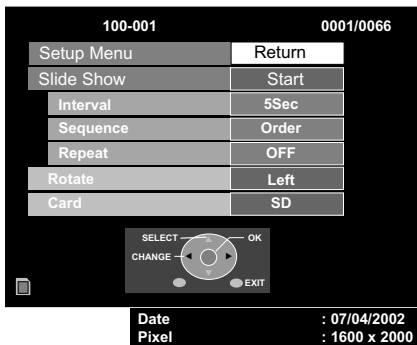 100-001 0001/0066
Setup Menu Return
Slide Show Start
Interval 5Sec
Sequence Order
Repeat OFF
Rotate Left
Card SD
SELECT OK
CHANGE
EXIT
Date : 07/04/2002
Pixel : 1600 x 2000